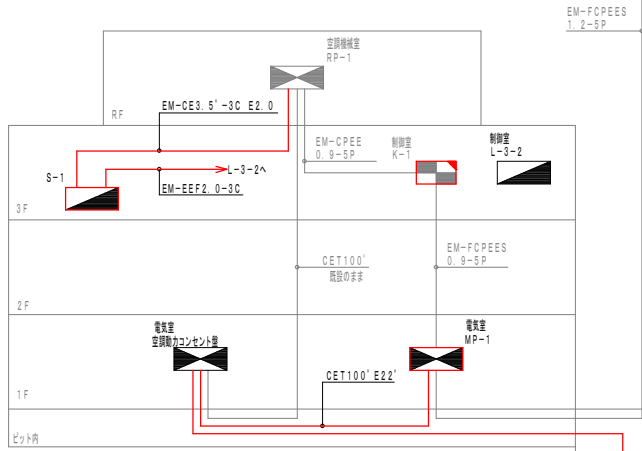 EM-FCPEES
1.2-5P
空調機械室
RP-1
RF
EM-CE3.5'-3C E2.0
EM-CPEE
0.9-5P
制御室
K-1
制御室
L-3-2
S-1
L-3-2へ
EM-EEF2.0-3C
3F
CET100'
既設のまま
EM-FCPEES
0.9-5P
2F
電気室
空調動力コンセント盤
電気室
MP-1
CET100'E22'
1F
ピット内